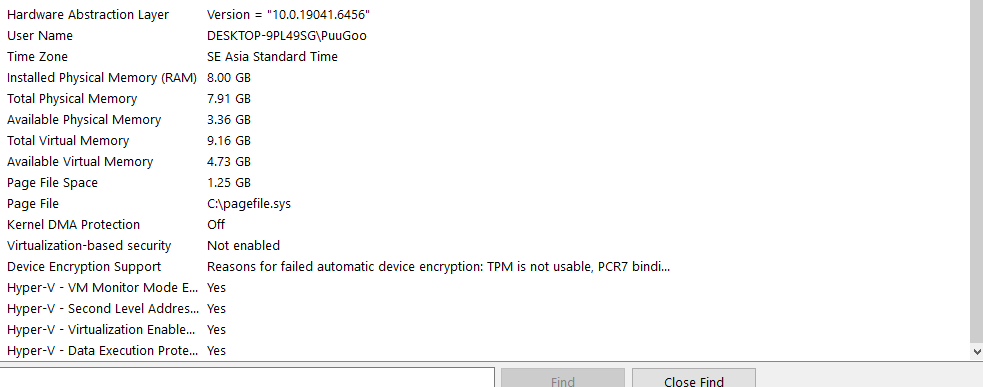 Hardware Abstraction Layer Version = "10.0.19041.6456"
User Name DESKTOP-9PL49SG\PuuGoo
Time Zone SE Asia Standard Time
Installed Physical Memory (RAM) 8.00 GB
Total Physical Memory 7.91 GB
Available Physical Memory 3.36 GB
Total Virtual Memory 9.16 GB
Available Virtual Memory 4.73 GB
Page File Space 1.25 GB
Page File C:\pagefile.sys
Kernel DMA Protection Off
Virtualization-based security Not enabled
Device Encryption Support Reasons for failed automatic device encryption: TPM is not usable, PCR7 bindi...
Hyper-V - VM Monitor Mode E... Yes
Hyper-V - Second Level Addres... Yes
Hyper-V - Virtualization Enable... Yes
Hyper-V - Data Execution Prote... Yes
Find Close Find